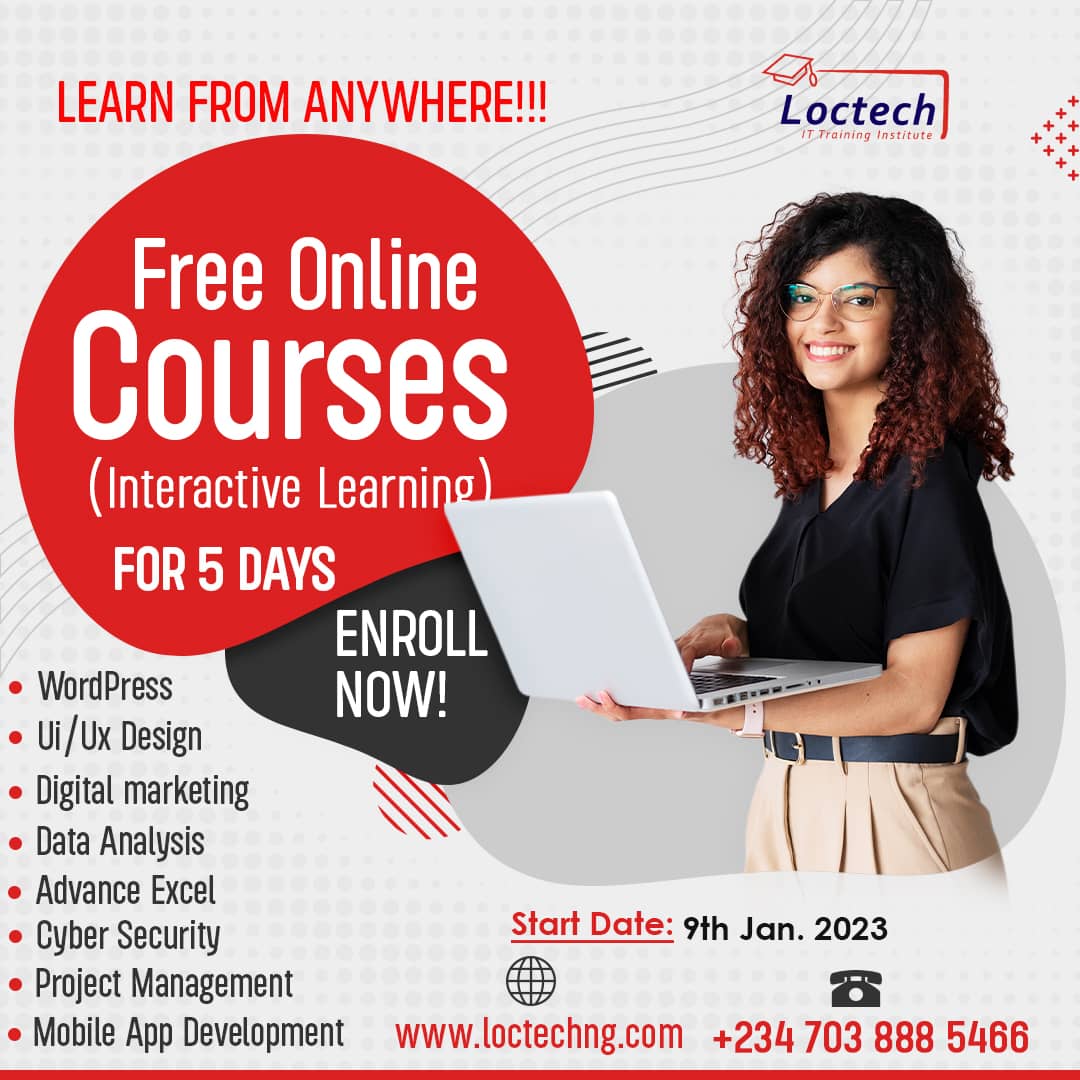 LEARN FROM ANYWHERE!!!
Loctech
IT Training Institute
Free Online
Courses
(Interactive Learning)
FOR 5 DAYS
ENROLL
NOW!
• WordPress
• Ui/Ux Design
• Digital marketing
• Data Analysis
• Advance Excel
• Cyber Security
• Project Management
• Mobile App Development
Start Date: 9th Jan. 2023
www.loctechng.com
+234 703 888 5466